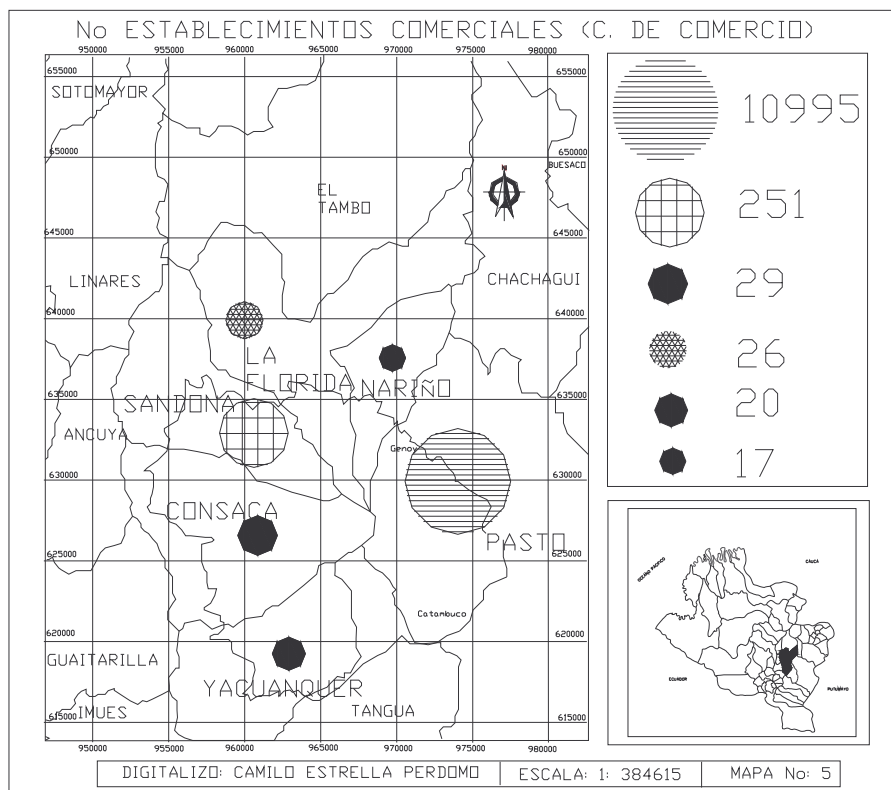 No ESTABLECIMIENTOS COMERCIALES (C. DE COMERCIO)
950000 955000 960000 965000 970000 975000 980000
655000 655000
SOTOMAYOR
650000 650000
BUESACO
N
EL
TAMBO
645000 645000
LINARES
CHACHAGUI
640000 640000
LA
FLORIDA
NARIÑO
635000 635000
SANDONA
ANCUYA
Genoy
630000 630000
CONSACA
PASTO
625000 625000
Catambuco
620000 620000
GUAITARILLA
YACUANQUER
IMUES
TANGUA
615000 615000
950000 955000 960000 965000 970000 975000 980000
10995
251
29
26
20
17
OCEANO PACIFICO
CAUCA
ECUADOR
PUTUMAYO
DIGITALIZO: CAMILO ESTRELLA PERDOMO
ESCALA: 1: 384615
MAPA No: 5